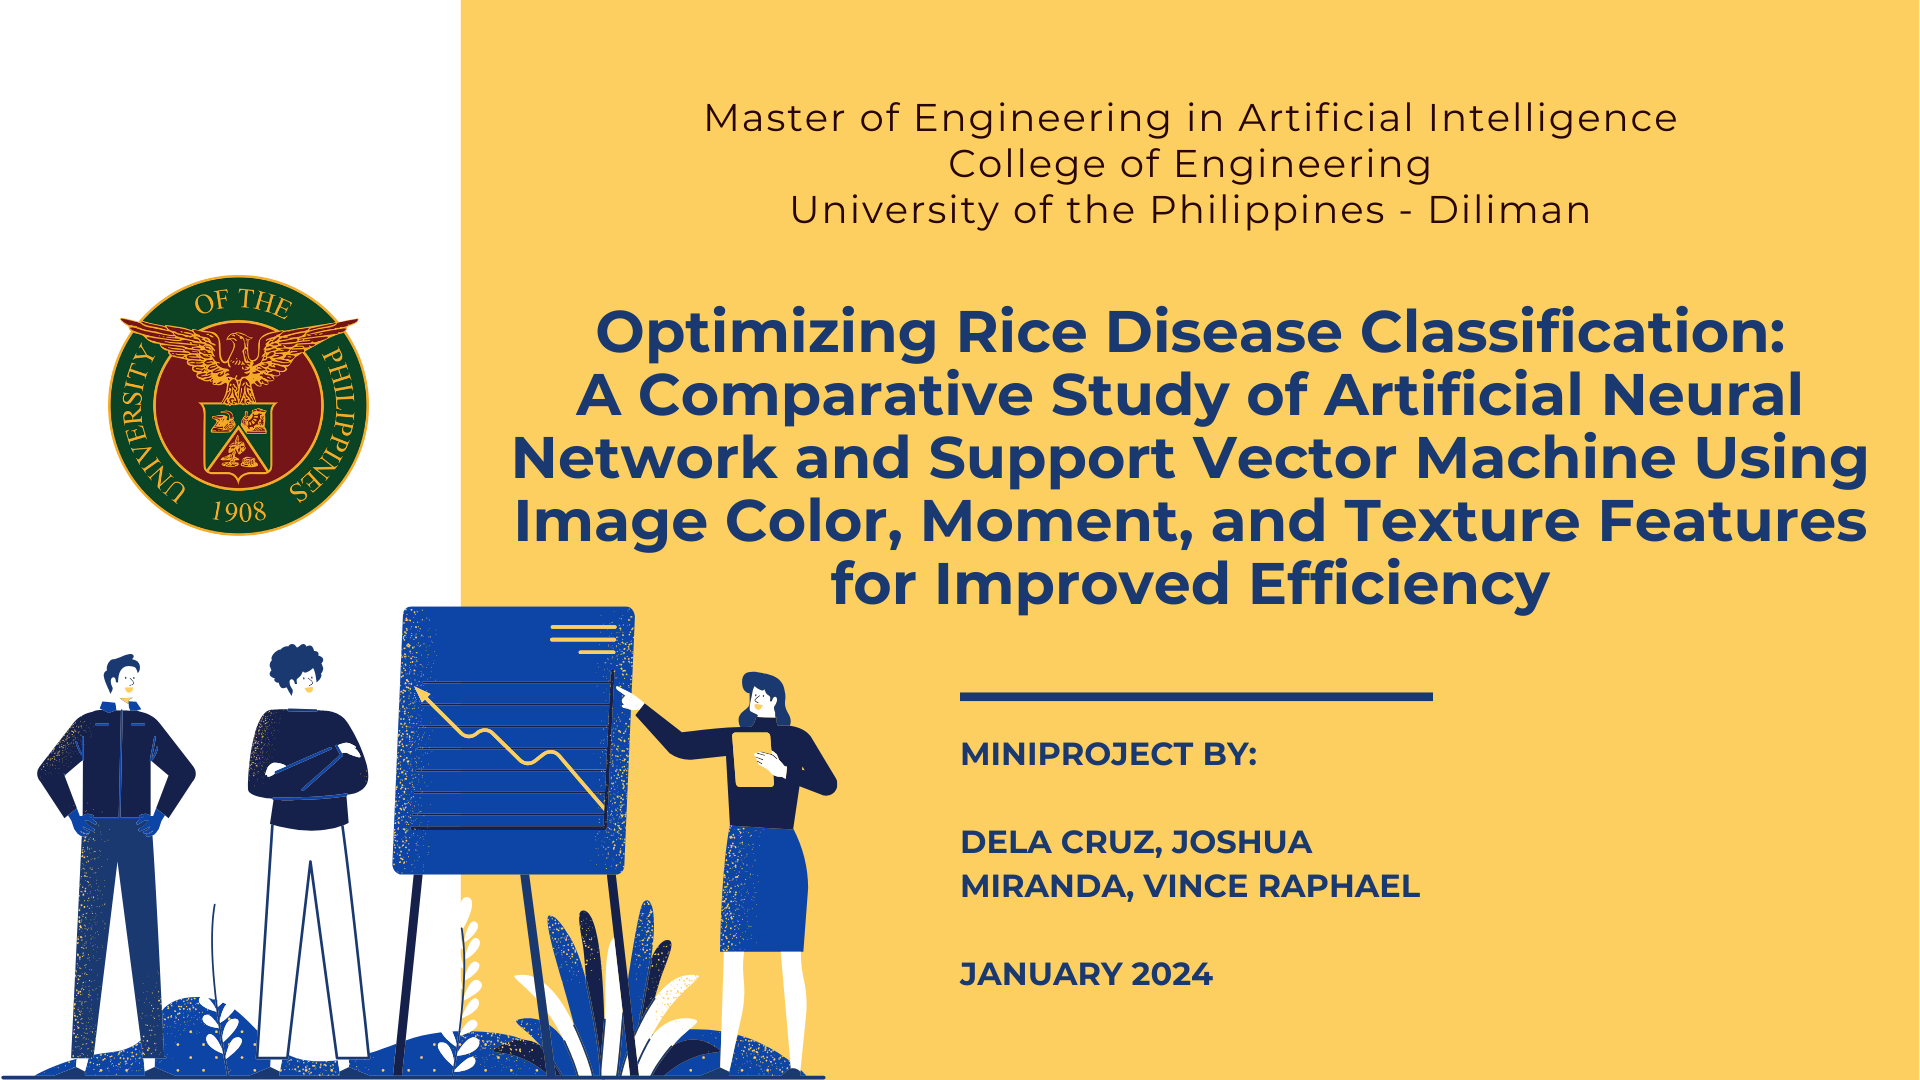 Master of Engineering in Artificial Intelligence
College of Engineering
University of the Philippines - Diliman
UNIVERSITY OF THE PHILIPPINES
1908
Optimizing Rice Disease Classification:
A Comparative Study of Artificial Neural
Network and Support Vector Machine Using
Image Color, Moment, and Texture Features
for Improved Efficiency
MINIPROJECT BY:
DELA CRUZ, JOSHUA
MIRANDA, VINCE RAPHAEL
JANUARY 2024